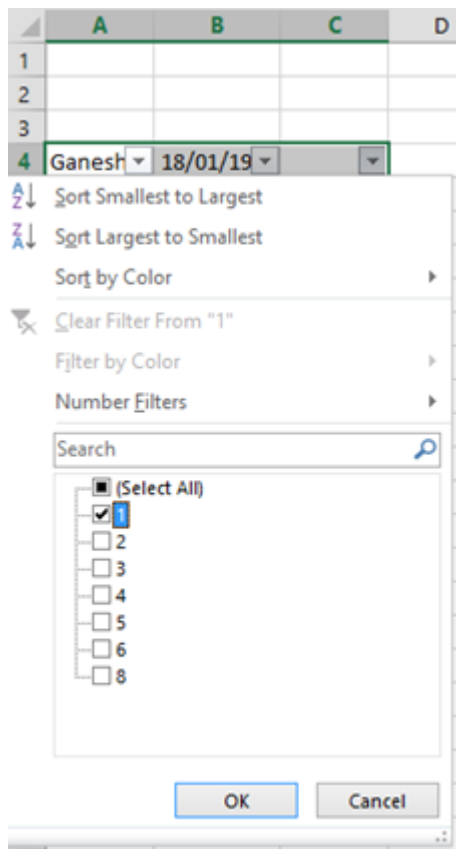 A B C D
1
2
3
4 Ganesh 18/01/19
Sort Smallest to Largest
Sort Largest to Smallest
Sort by Color
Clear Filter From "1"
Filter by Color
Number Filters
Search
(Select All)
1
2
3
4
5
6
8
OK Cancel